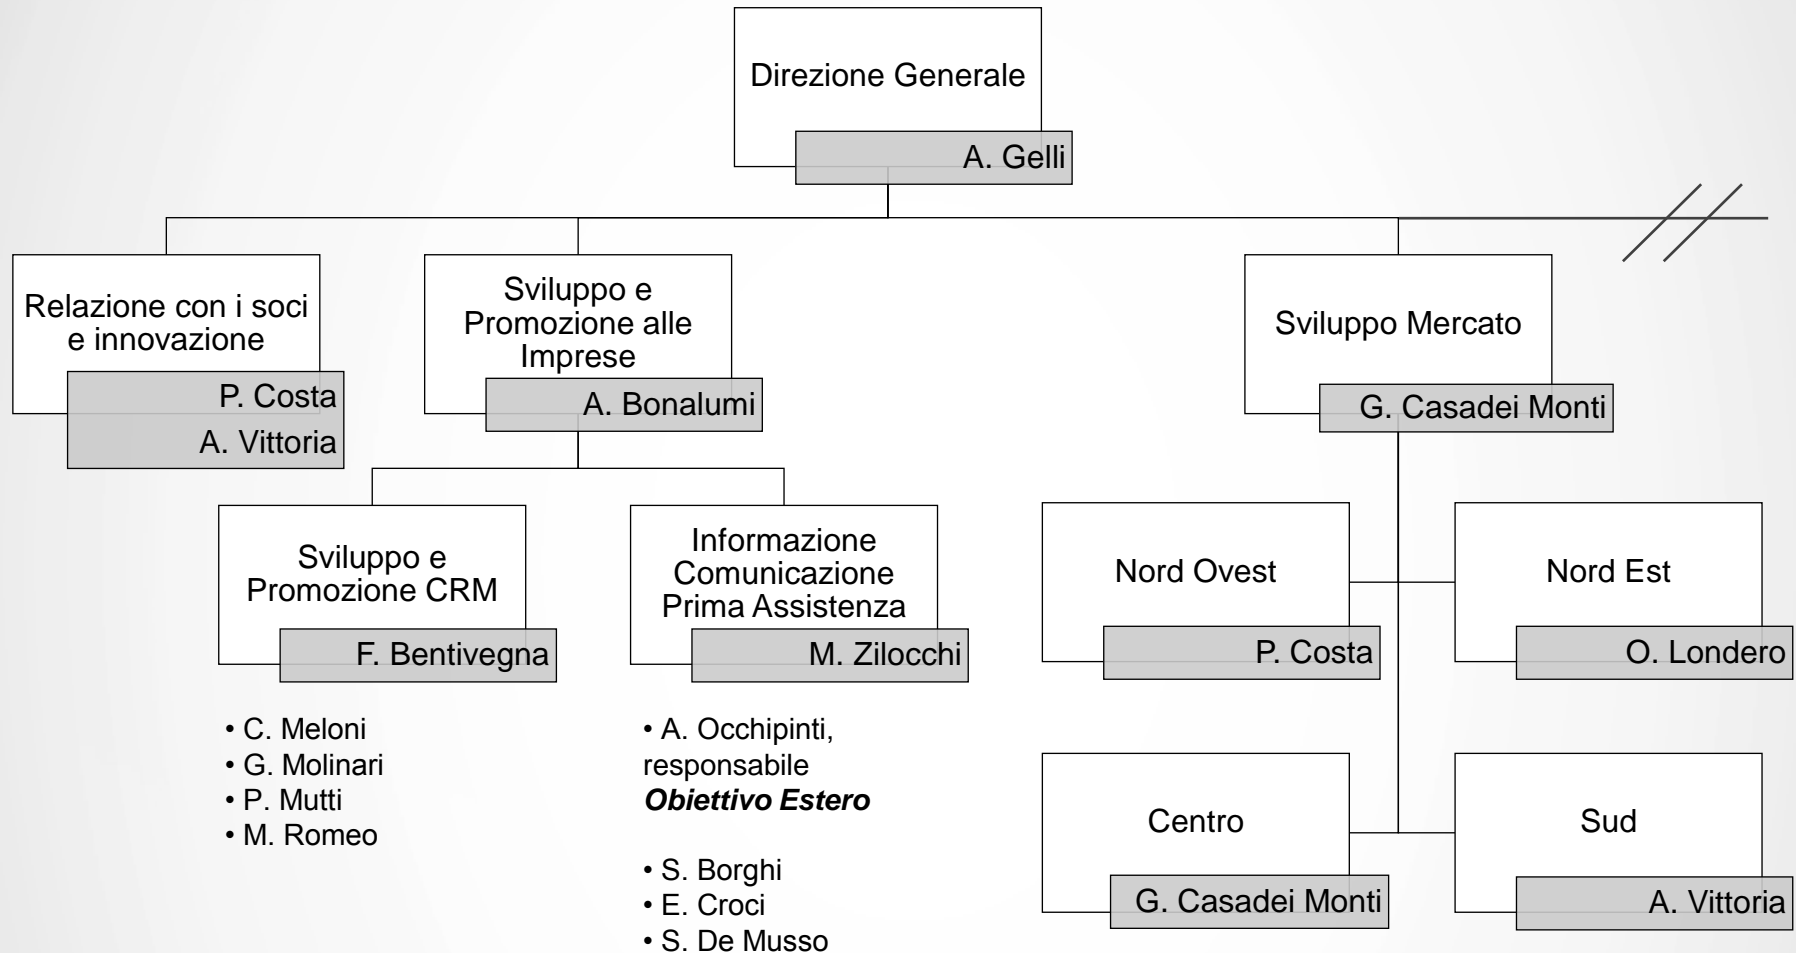 Direzione Generale
A. Gelli
Relazione con i soci
e innovazione
P. Costa
A. Vittoria
Sviluppo e
Promozione alle
Imprese
A. Bonalumi
Sviluppo Mercato
G. Casadei Monti
Sviluppo e
Promozione CRM
F. Bentivegna
• C. Meloni
• G. Molinari
• P. Mutti
• M. Romeo
Informazione
Comunicazione
Prima Assistenza
M. Zilocchi
• A. Occhipinti,
responsabile
Obiettivo Estero
• S. Borghi
• E. Croci
• S. De Musso
Nord Ovest
P. Costa
Nord Est
O. Londero
Centro
G. Casadei Monti
Sud
A. Vittoria